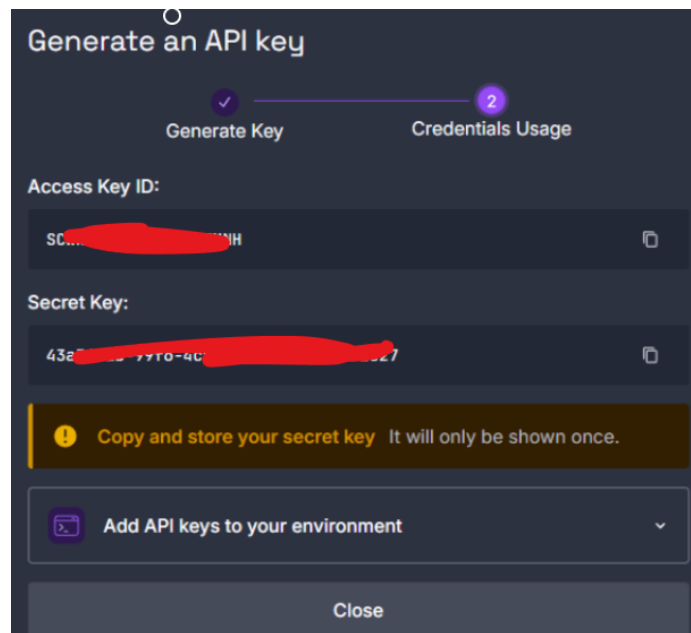 Generate an API key
2
Generate Key
Credentials Usage
Access Key ID:
Secret Key:
Copy and store your secret key It will only be shown once.
Add API keys to your environment
Close